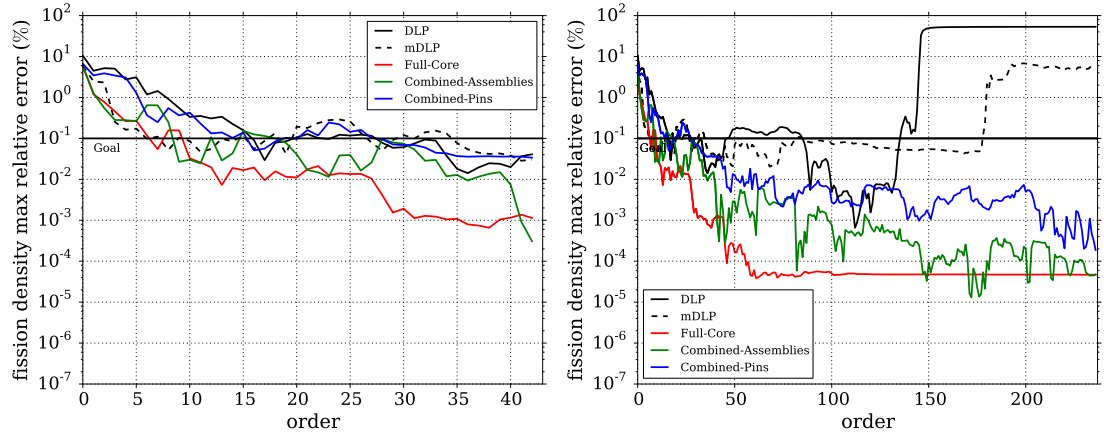 fission density max relative error (%)
10^2
10^1
10^0
10^-1
10^-2
10^-3
10^-4
10^-5
10^-6
10^-7
DLP
mDLP
Full-Core
Combined-Assemblies
Combined-Pins
Goal
0 5 10 15 20 25 30 35 40
order
fission density max relative error (%)
10^2
10^1
10^0
10^-1
10^-2
10^-3
10^-4
10^-5
10^-6
10^-7
Goal
DLP
mDLP
Full-Core
Combined-Assemblies
Combined-Pins
0 50 100 150 200
order